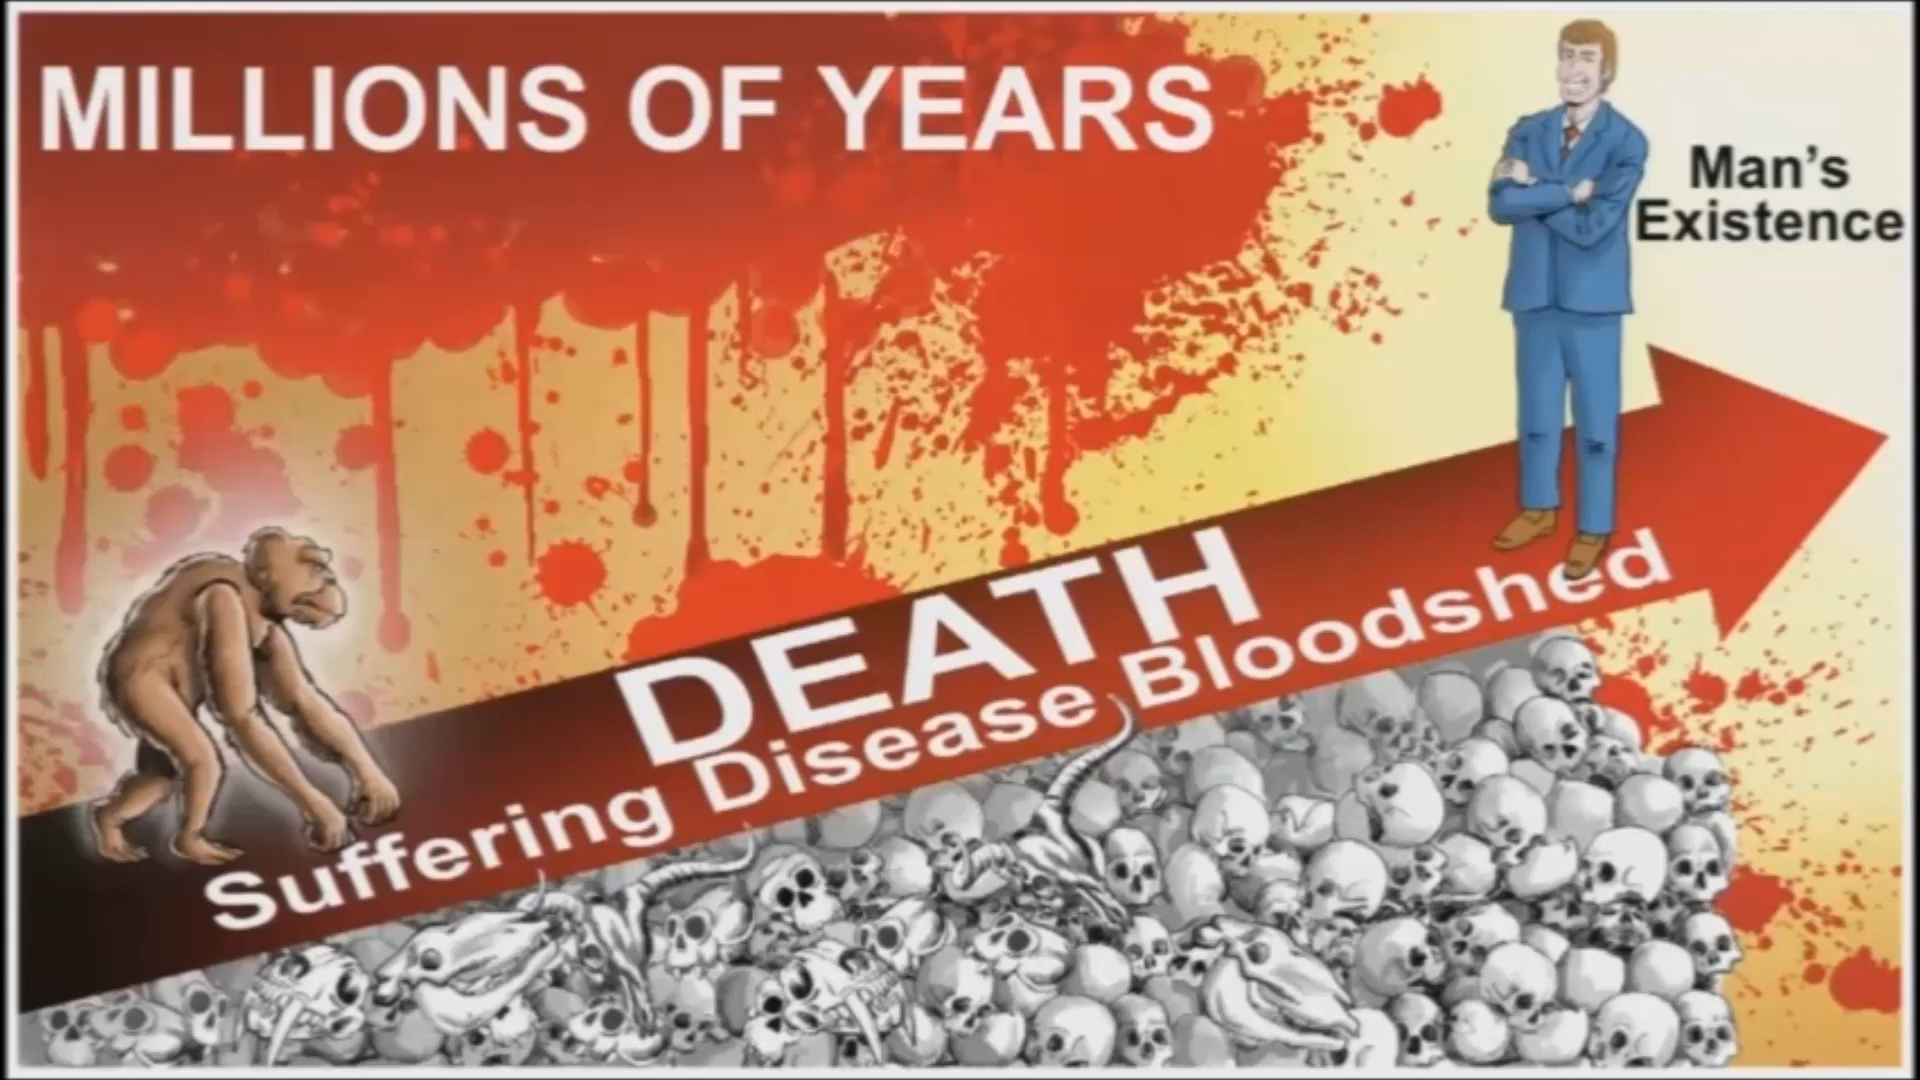 MILLIONS OF YEARS
Man's
Existence
DEATH
Suffering Disease Bloodshed